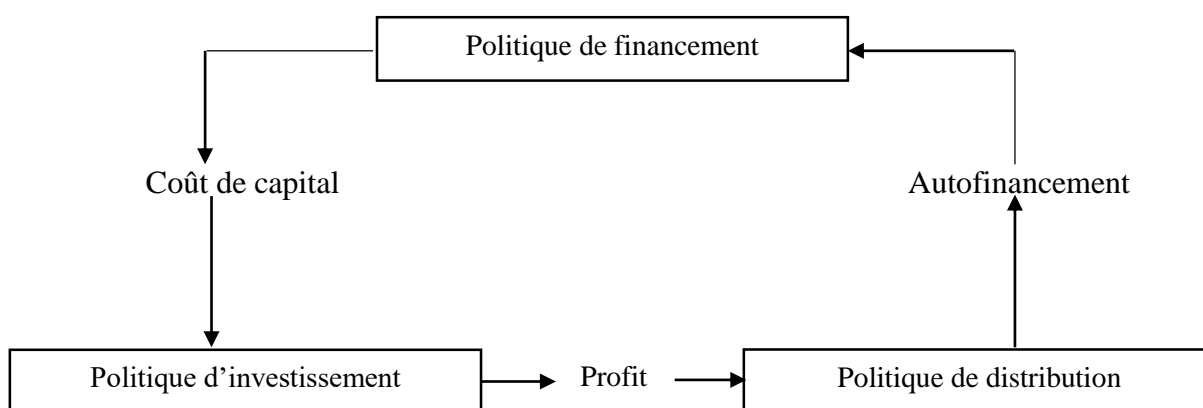 Politique de financement
Coût de capital
Autofinancement
Politique d’investissement
Profit
Politique de distribution